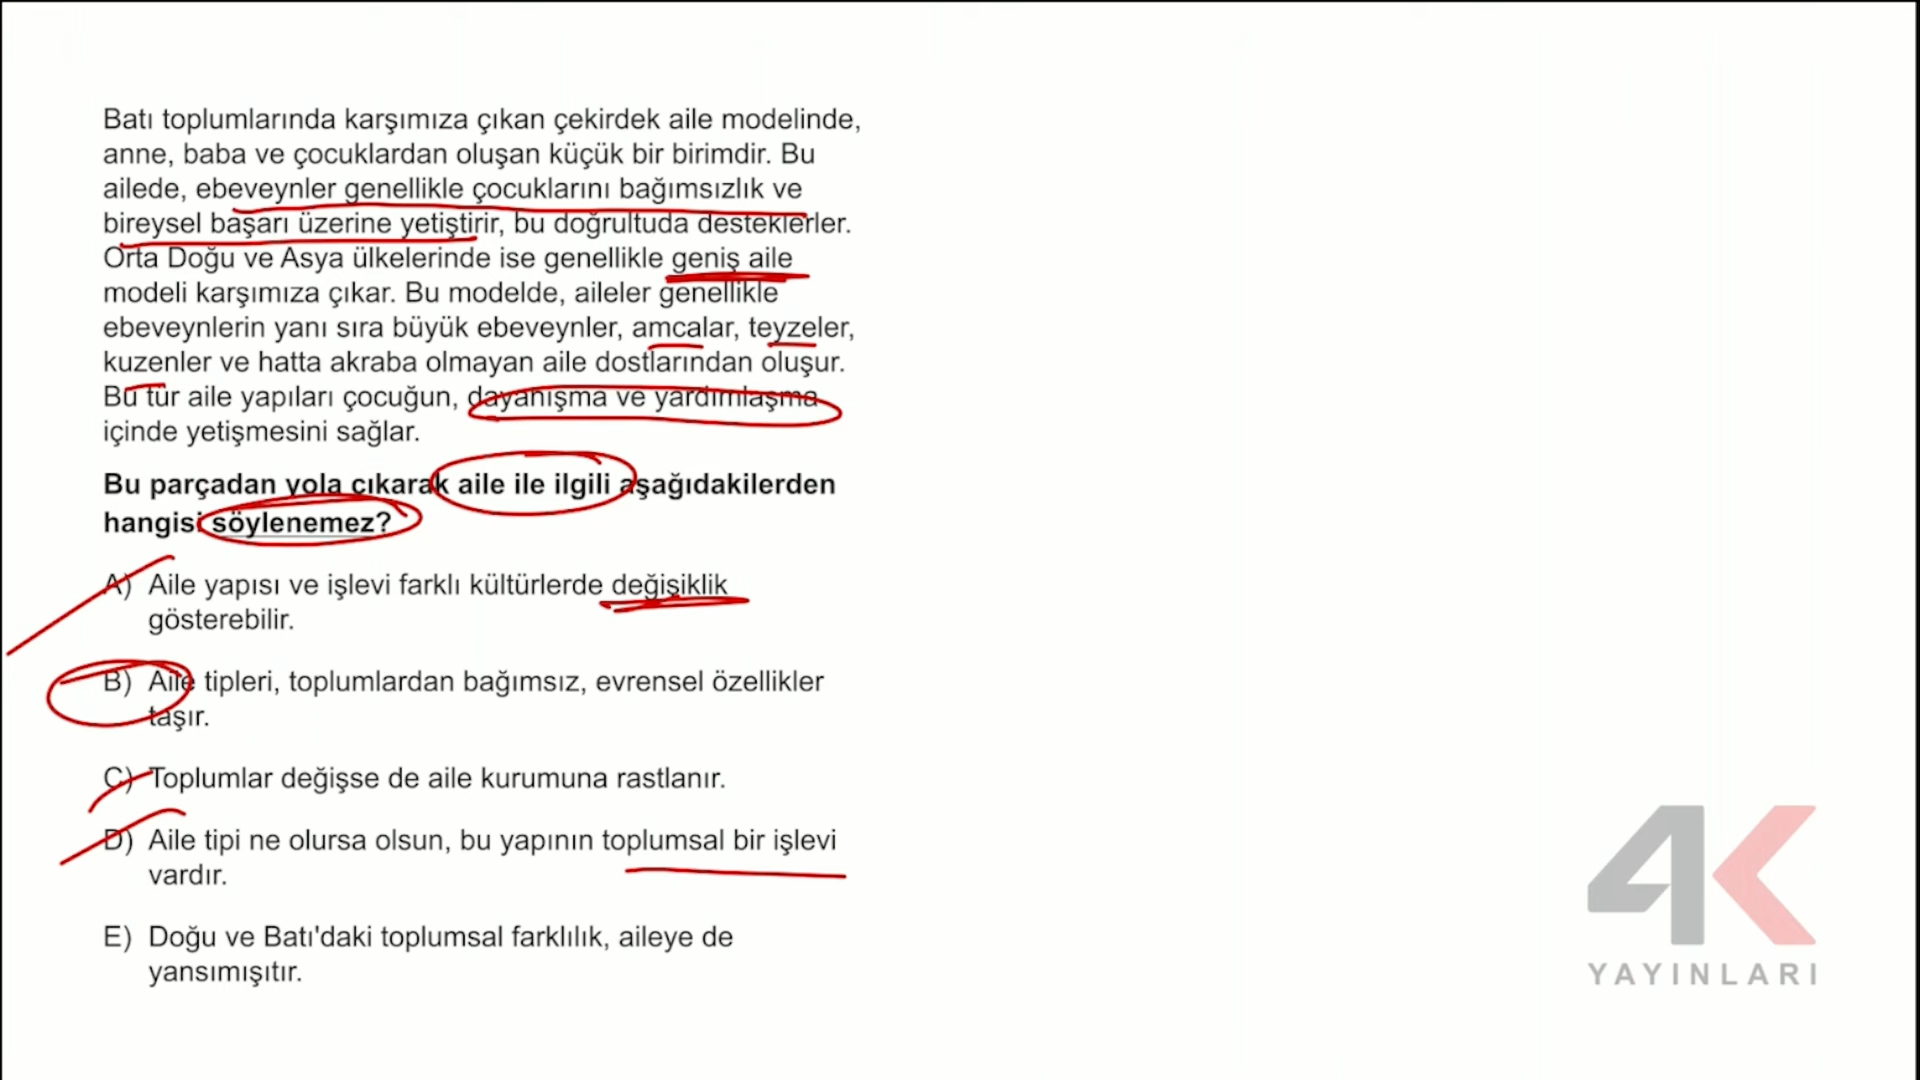 Batı toplumlarında karşımıza çıkan çekirdek aile modelinde,
anne, baba ve çocuklardan oluşan küçük bir birimdir. Bu
ailede, ebeveynler genellikle çocuklarını bağımsızlık ve
bireysel başarı üzerine yetiştirir, bu doğrultuda desteklerler.
Orta Doğu ve Asya ülkelerinde ise genellikle geniş aile
modeli karşımıza çıkar. Bu modelde, aileler genellikle
ebeveynlerin yanı sıra büyük ebeveynler, amcalar, teyzeler,
kuzenler ve hatta akraba olmayan aile dostlarından oluşur.
Bu tür aile yapıları çocuğun, dayanışma ve yardımlaşma
içinde yetişmesini sağlar.
Bu parçadan yola çıkarak aile ile ilgili aşağıdakilerden
hangisi söylenemez?
A) Aile yapısı ve işlevi farklı kültürlerde değişiklik
gösterebilir.
B) Aile tipleri, toplumlardan bağımsız, evrensel özellikler
taşır.
C) Toplumlar değişse de aile kurumuna rastlanır.
D) Aile tipi ne olursa olsun, bu yapının toplumsal bir işlevi
vardır.
E) Doğu ve Batı'daki toplumsal farklılık, aileye de
yansımışıtır.
4K
YAYINLARI